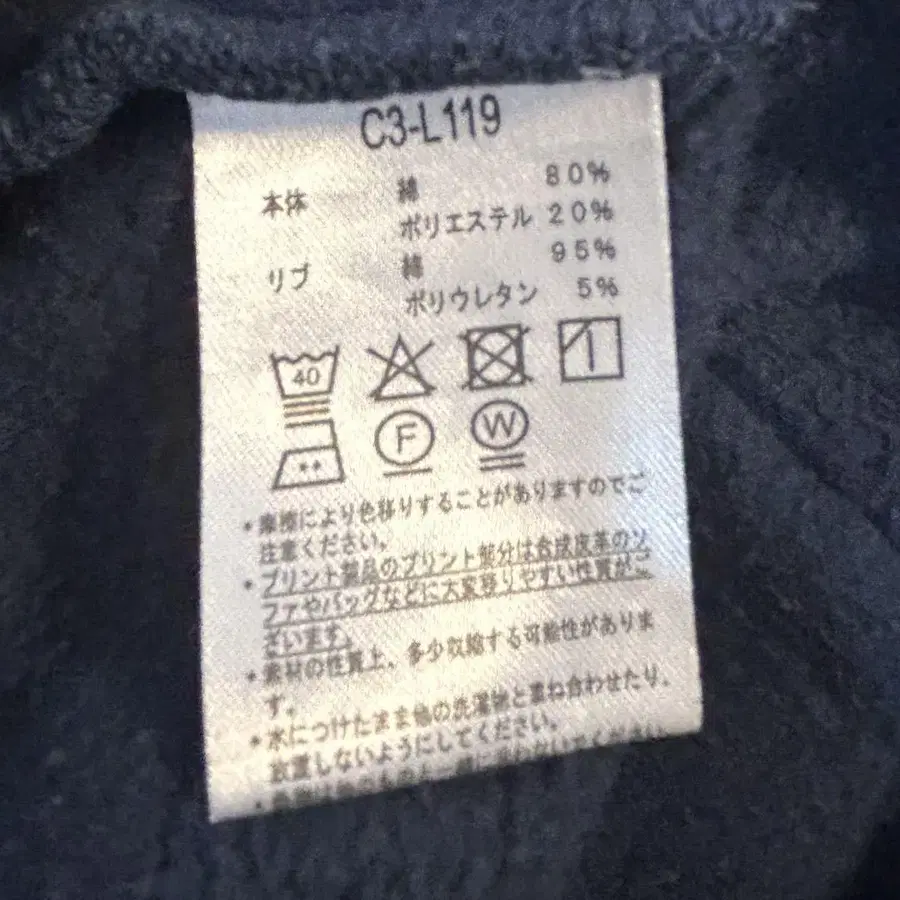 C3-L119
本体 綿 80%
ポリエステル 20%
リブ 綿 95%
ポリウレタン 5%
40
F W
* 摩擦により色移りすることがありますのでご
注意ください。
* プリント製品のプリント部分は合成皮革のソ
ファやバッグなどに大変移りやすい性質がご
ざいます。
* 素材の性質上、多少収縮する可能性がありま
す。
* 水につけたまま他の洗濯物と重ね合わせたり、
放置しないようにしてください。